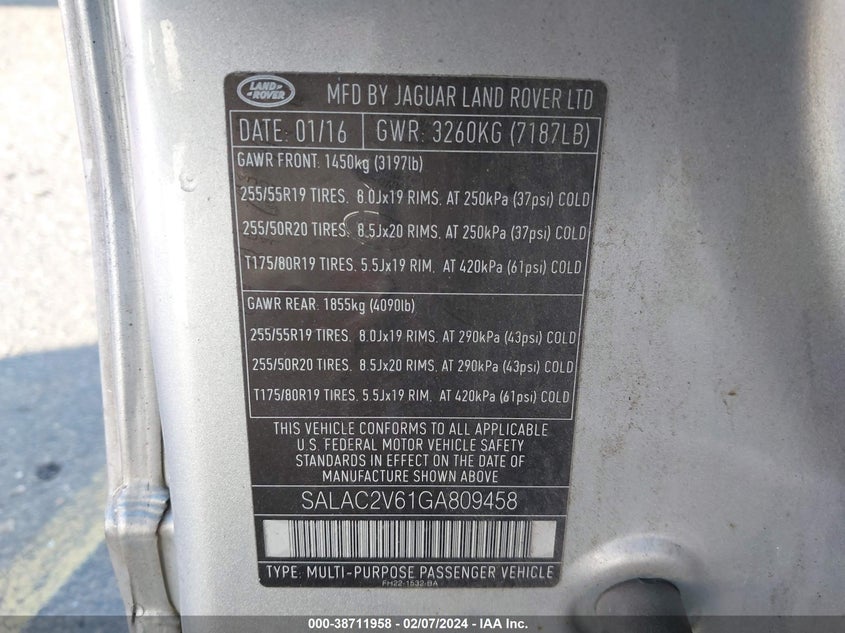 LAND
ROVER
MFD BY JAGUAR LAND ROVER LTD
DATE: 01/16 GWR: 3260KG (7187LB)
GAWR FRONT: 1450kg (3197lb)
255/55R19 TIRES. 8.0Jx19 RIMS. AT 250kPa (37psi) COLD
255/50R20 TIRES. 8.5Jx20 RIMS. AT 250kPa (37psi) COLD
T175/80R19 TIRES. 5.5Jx19 RIM. AT 420kPa (61psi) COLD
GAWR REAR: 1855kg (4090lb)
255/55R19 TIRES. 8.0Jx19 RIMS. AT 290kPa (43psi) COLD
255/50R20 TIRES. 8.5Jx20 RIMS. AT 290kPa (43psi) COLD
T175/80R19 TIRES. 5.5Jx19 RIM. AT 420kPa (61psi) COLD
THIS VEHICLE CONFORMS TO ALL APPLICABLE
U.S. FEDERAL MOTOR VEHICLE SAFETY
STANDARDS IN EFFECT ON THE DATE OF
MANUFACTURE SHOWN ABOVE
SALAC2V61GA809458
TYPE: MULTI-PURPOSE PASSENGER VEHICLE
FH22-1532-BA
000-38711958 - 02/07/2024 - IAA Inc.